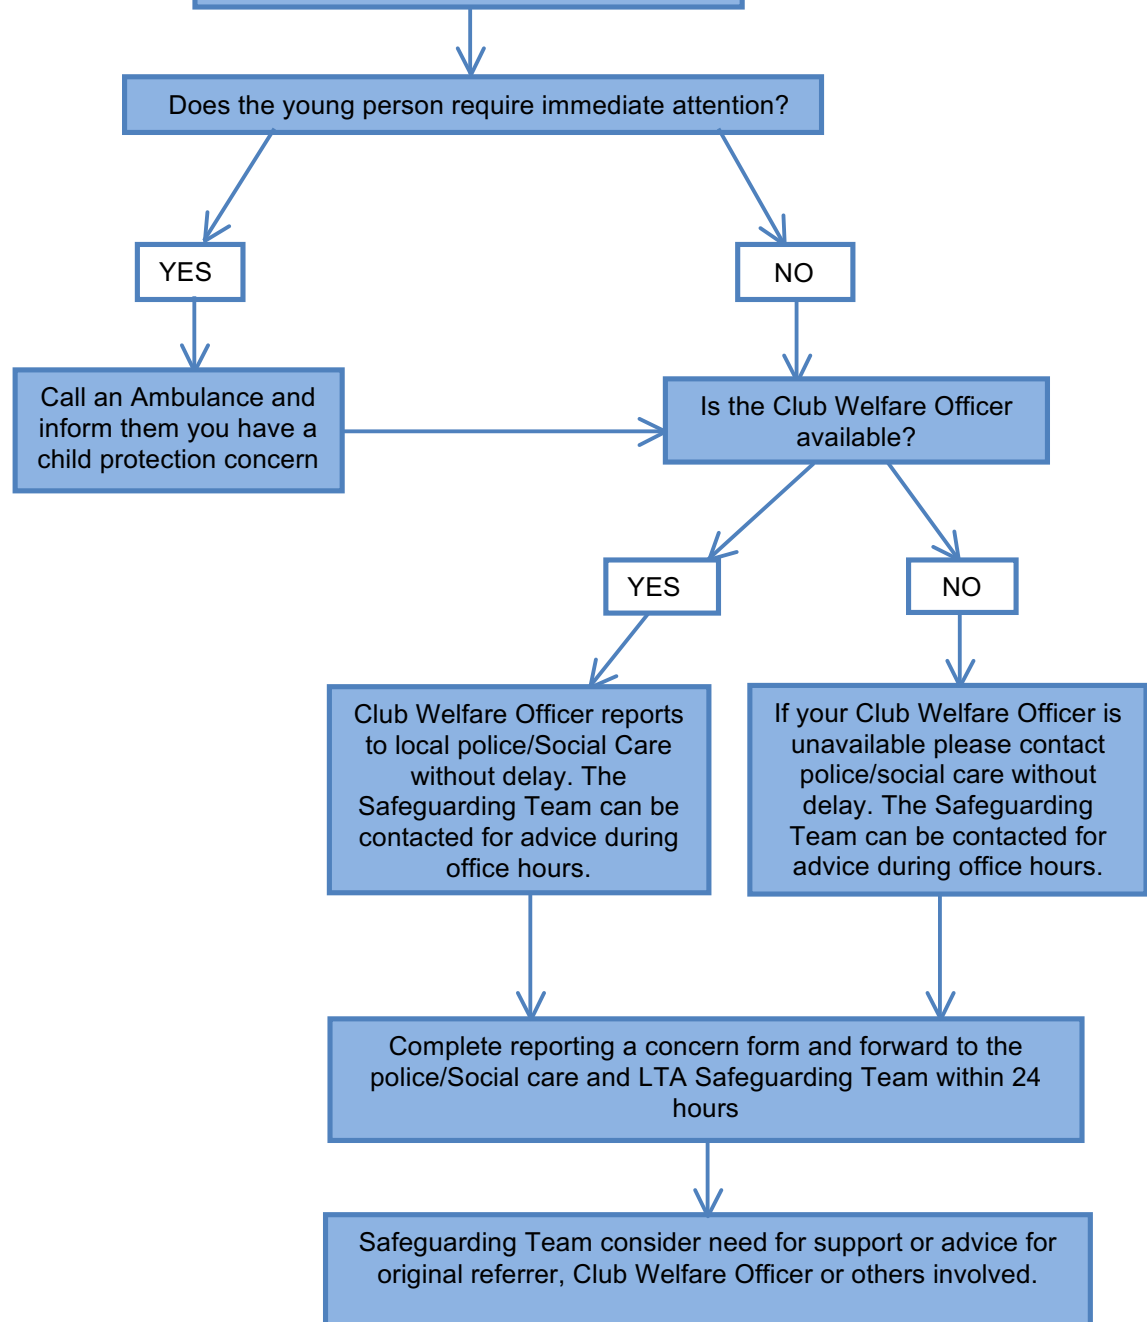 Does the young person require immediate attention?
YES
NO
Call an Ambulance and
inform them you have a
child protection concern
Is the Club Welfare Officer
available?
YES
NO
Club Welfare Officer reports
to local police/Social Care
without delay. The
Safeguarding Team can be
contacted for advice during
office hours.
If your Club Welfare Officer is
unavailable please contact
police/social care without
delay. The Safeguarding
Team can be contacted for
advice during office hours.
Complete reporting a concern form and forward to the
police/Social care and LTA Safeguarding Team within 24
hours
Safeguarding Team consider need for support or advice for
original referrer, Club Welfare Officer or others involved.